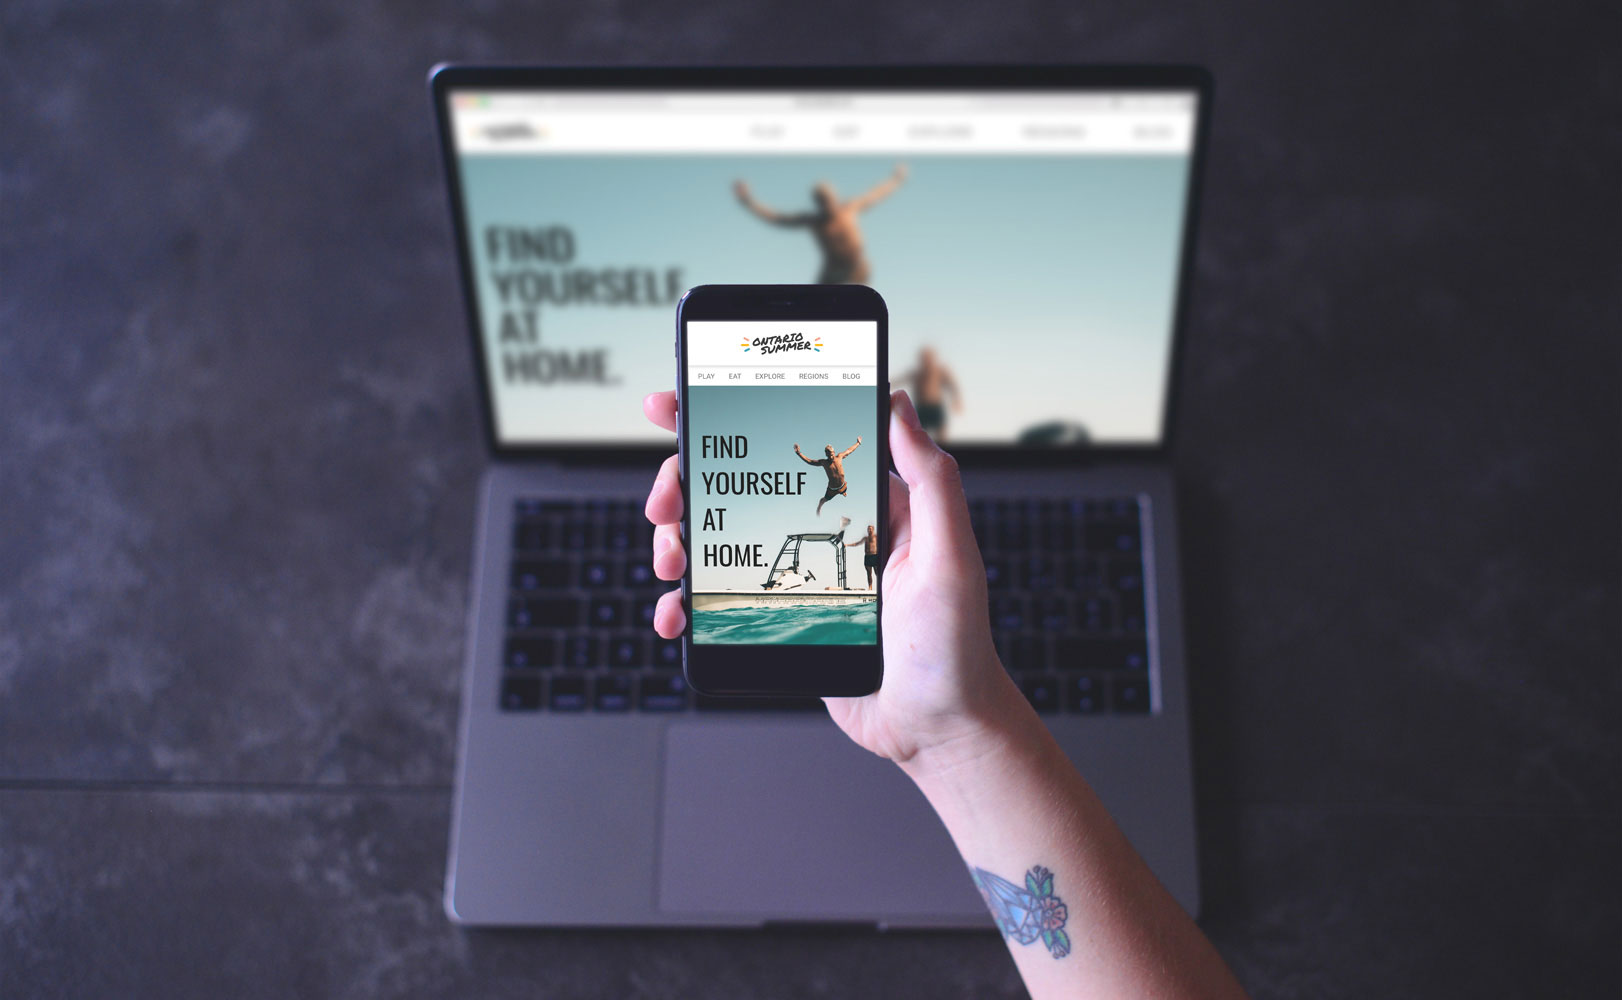 FIND
YOURSELF
AT
HOME.
ONTARIO
SUMMER
PLAY EAT EXPLORE REGIONS BLOG
FIND
YOURSELF
AT
HOME.